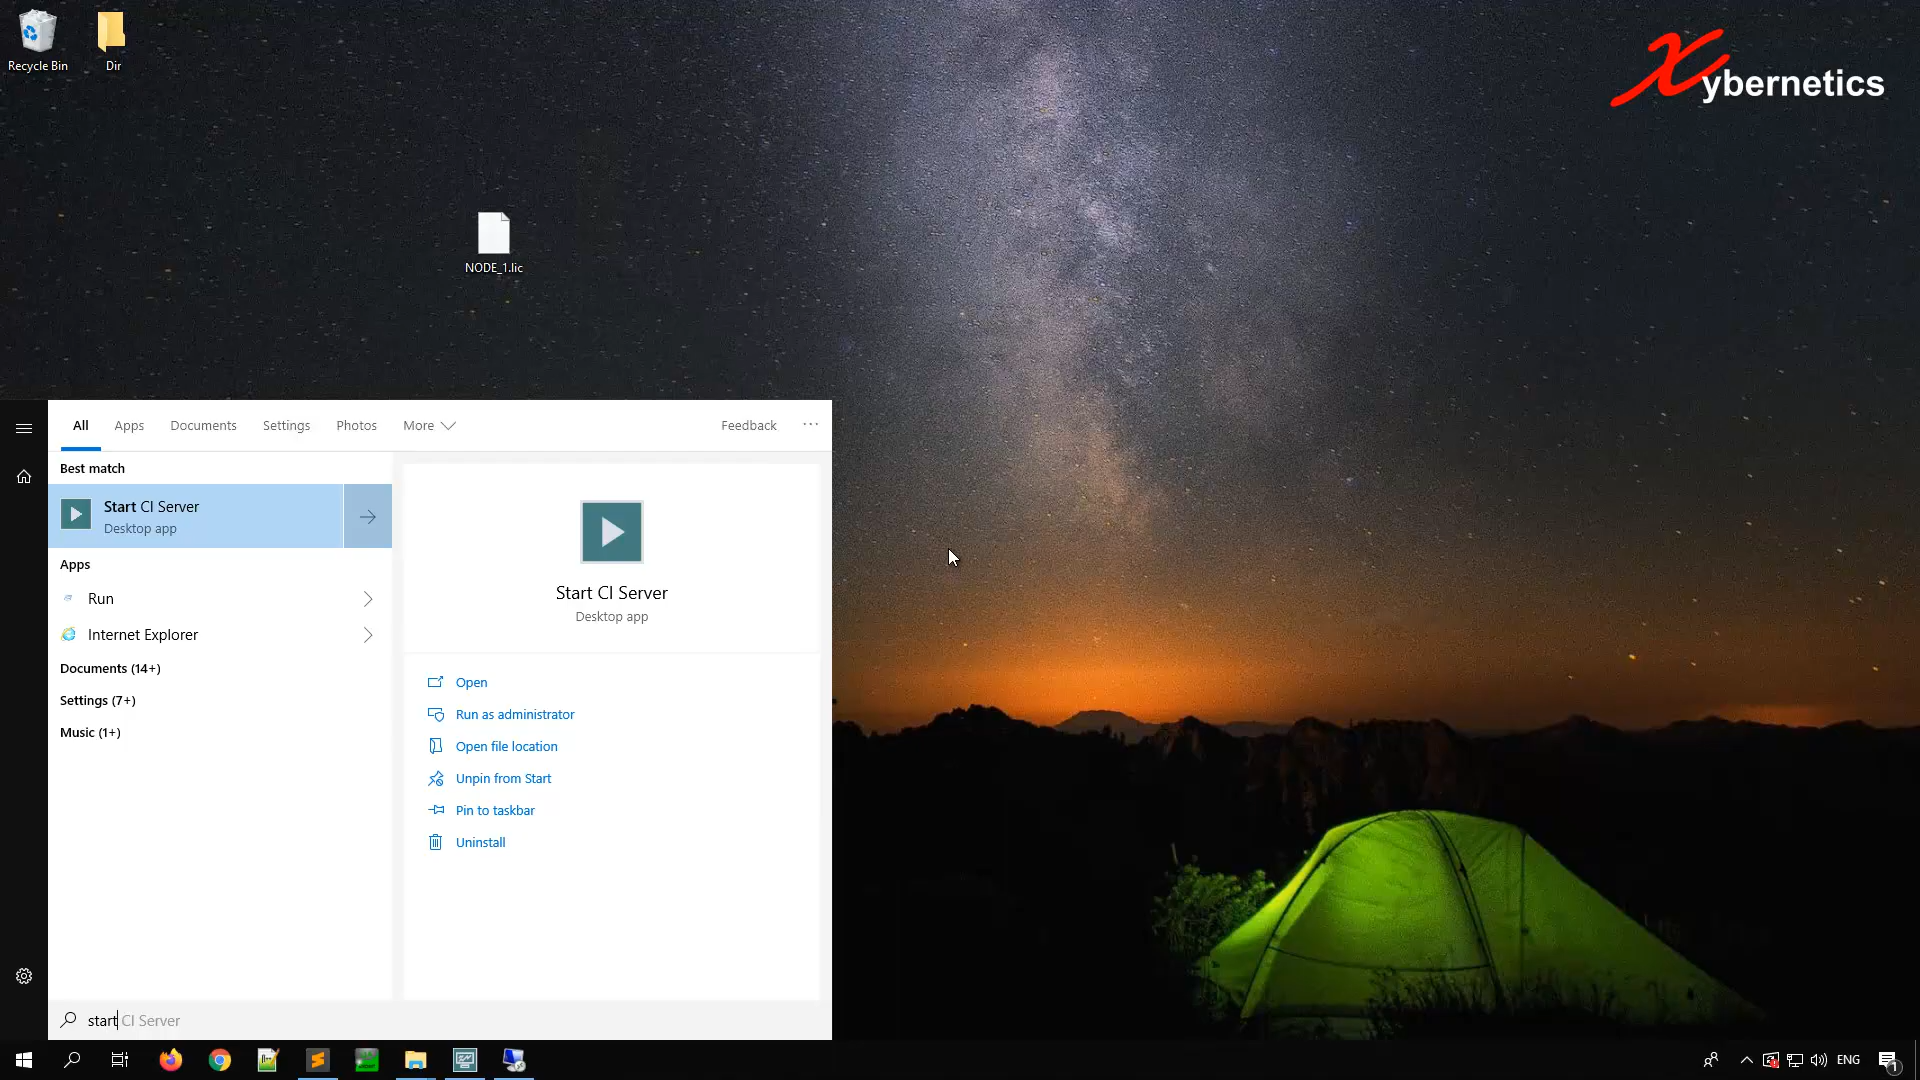 Recycle Bin
Dir
Xybernetics
NODE_1.lic
All
Apps
Documents
Settings
Photos
More
Feedback
Best match
Start CI Server
Desktop app
Apps
Run
Internet Explorer
Documents (14+)
Settings (7+)
Music (1+)
Start CI Server
Desktop app
Open
Run as administrator
Open file location
Unpin from Start
Pin to taskbar
Uninstall
start CI Server
ENG
1